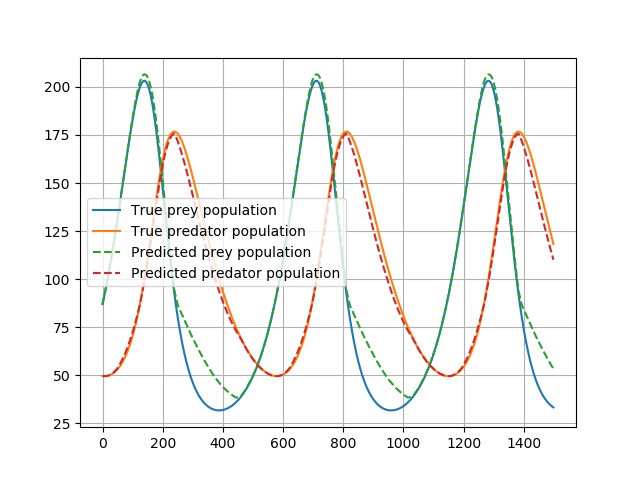 200
175
150
125
100
75
50
25
True prey population
True predator population
Predicted prey population
Predicted predator population
0 200 400 600 800 1000 1200 1400